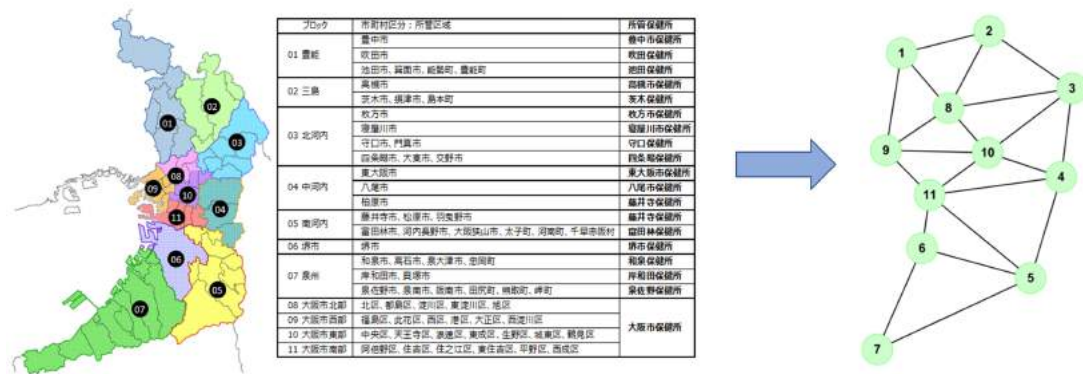 01
02
03
08
09
10
04
11
06
05
07
ブロック 市町村区分：所管区域 所管保健所
01 豊能 豊中市 豊中市保健所
吹田市 吹田保健所
池田市、箕面市、能勢町、豊能町 池田保健所
02 三島 高槻市 高槻市保健所
茨木市、摂津市、島本町 茨木保健所
03 北河内 枚方市 枚方市保健所
寝屋川市 寝屋川市保健所
守口市、門真市 守口保健所
四条畷市、大東市、交野市 四条畷保健所
04 中河内 東大阪市 東大阪市保健所
八尾市 八尾市保健所
柏原市 藤井寺保健所
05 南河内 藤井寺市、松原市、羽曳野市 藤井寺保健所
富田林市、河内長野市、大阪狭山市、太子町、河南町、千早赤阪村 富田林保健所
06 堺市 堺市 堺市保健所
07 泉州 和泉市、高石市、泉大津市、忠岡町 和泉保健所
岸和田市、貝塚市 岸和田保健所
泉佐野市、泉南市、阪南市、田尻町、熊取町、岬町 泉佐野保健所
08 大阪市北部 北区、都島区、淀川区、東淀川区、旭区 大阪市保健所
09 大阪市西部 福島区、此花区、西区、港区、大正区、西淀川区
10 大阪市東部 中央区、天王寺区、浪速区、東成区、生野区、城東区、鶴見区
11 大阪市南部 阿倍野区、住吉区、住之江区、東住吉区、平野区、西成区
2
1
3
8
9
10
4
11
6
5
7